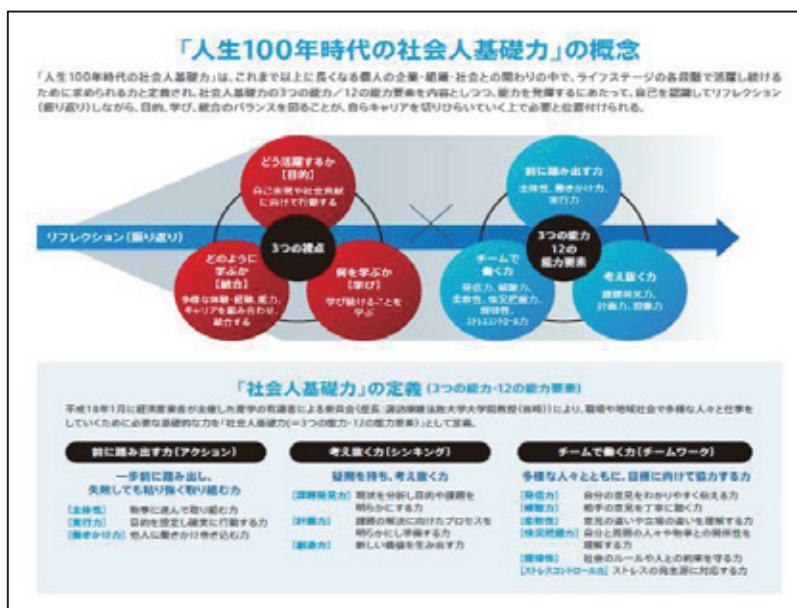 「人生100年時代の社会人基礎力」の概念
「人生100年時代の社会人基礎力」は、これまで以上に長くなる個人の企業・組織・社会との関わりの中で、ライフステージの各段階で活躍し続ける
ために求められる力と定義され、社会人基礎力の3つの能力/12の能力要素を内容としつつ、能力を発揮するにあたって、自己を認識してリフレクション
(振り返り)しながら、目的、学び、統合のバランスを図ることが、自らキャリアを切りひらいていく上で必要と位置付けられる。
どう活躍するか
【目的】
自己実現や社会貢献
に向けて行動する
前に踏み出す力
主体性、働きかけ力、
実行力
リフレクション(振り返り)
3つの視点
3つの能力
12の
能力要素
どのように
学ぶか
【統合】
多様な体験・経験、能力、
キャリアを組み合わせ、
統合する
何を学ぶか
【学び】
学び続けることを
学ぶ
チームで
働く力
発信力、傾聴力、
柔軟性、情況把握力、
規律性、
ストレスコントロール力
考え抜く力
課題発見力、
計画力、想像力
「社会人基礎力」の定義(3つの能力・12の能力要素)
平成18年1月に経済産業省が主催した産学の有識者による委員会(座長:諏訪康雄法政大学大学院教授(当時))により、職場や地域社会で多様な人々と仕事を
していくために必要な基礎的な力を「社会人基礎力(=3つの能力・12の能力要素)」として定義。
前に踏み出す力(アクション)
一歩前に踏み出し、
失敗しても粘り強く取り組む力
[主体性] 物事に進んで取り組む力
[実行力] 目的を設定し確実に行動する力
[働きかけ力] 他人に働きかけ巻き込む力
考え抜く力(シンキング)
疑問を持ち、考え抜く力
[課題発見力] 現状を分析し目的や課題を
明らかにする力
[計画力] 課題の解決に向けたプロセスを
明らかにし準備する力
[創造力] 新しい価値を生み出す力
チームで働く力(チームワーク)
多様な人々とともに、目標に向けて協力する力
[発信力] 自分の意見をわかりやすく伝える力
[傾聴力] 相手の意見を丁寧に聴く力
[柔軟性] 意見の違いや立場の違いを理解する力
[情況把握力] 自分と周囲の人々や物事との関係性を
理解する力
[規律性] 社会のルールや人との約束を守る力
[ストレスコントロール力] ストレスの発生源に対応する力